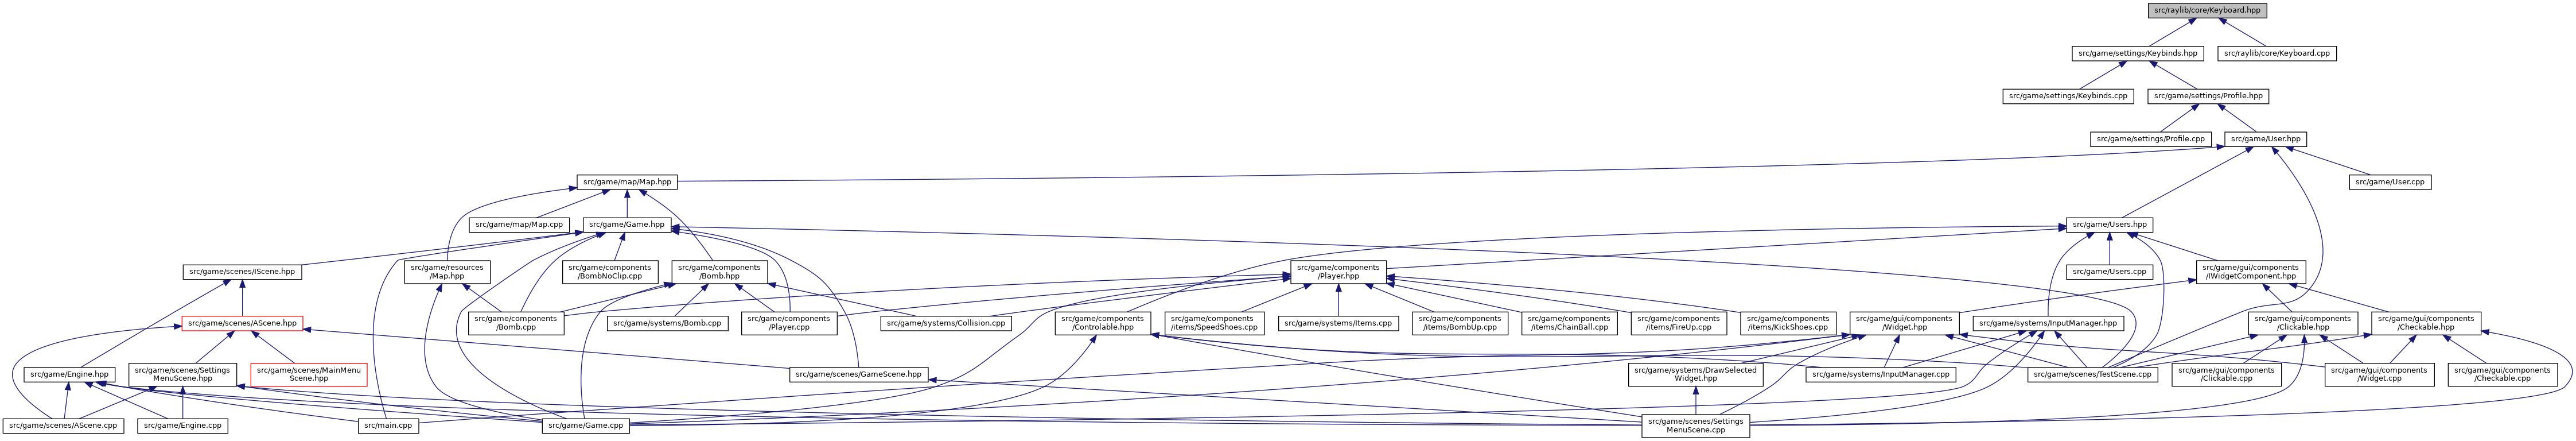 src/raylib/core/Keyboard.hpp
src/game/settings/Keybinds.hpp
src/raylib/core/Keyboard.cpp
src/game/settings/Keybinds.cpp
src/game/settings/Profile.hpp
src/game/settings/Profile.cpp
src/game/User.hpp
src/game/map/Map.hpp
src/game/User.cpp
src/game/map/Map.cpp
src/game/Game.hpp
src/game/Users.hpp
src/game/scenes/IScene.hpp
src/game/resources
/Map.hpp
src/game/components
/BombNoClip.cpp
src/game/components
/Bomb.hpp
src/game/components
/Player.hpp
src/game/Users.cpp
src/game/gui/components
/IWidgetComponent.hpp
src/game/scenes/AScene.hpp
src/game/components
/Bomb.cpp
src/game/systems/Bomb.cpp
src/game/components
/Player.cpp
src/game/systems/Collision.cpp
src/game/components
/Controlable.hpp
src/game/components
items/SpeedShoes.cpp
src/game/systems/Items.cpp
src/game/components
/items/BombUp.cpp
src/game/components
/items/ChainBall.cpp
src/game/components
/items/FireUp.cpp
src/game/components
/items/KickShoes.cpp
src/game/gui/components
/Widget.hpp
src/game/systems/InputManager.hpp
src/game/gui/components
/Clickable.hpp
src/game/gui/components
/Checkable.hpp
src/game/Engine.hpp
src/game/scenes/Settings
MenuScene.hpp
src/game/scenes/MainMenu
Scene.hpp
src/game/scenes/GameScene.hpp
src/game/systems/DrawSelected
Widget.hpp
src/game/systems/InputManager.cpp
src/game/scenes/TestScene.cpp
src/game/gui/components
/Clickable.cpp
src/game/gui/components
/Widget.cpp
src/game/gui/components
/Checkable.cpp
src/game/scenes/AScene.cpp
src/game/Engine.cpp
src/main.cpp
src/game/Game.cpp
src/game/scenes/Settings
MenuScene.cpp